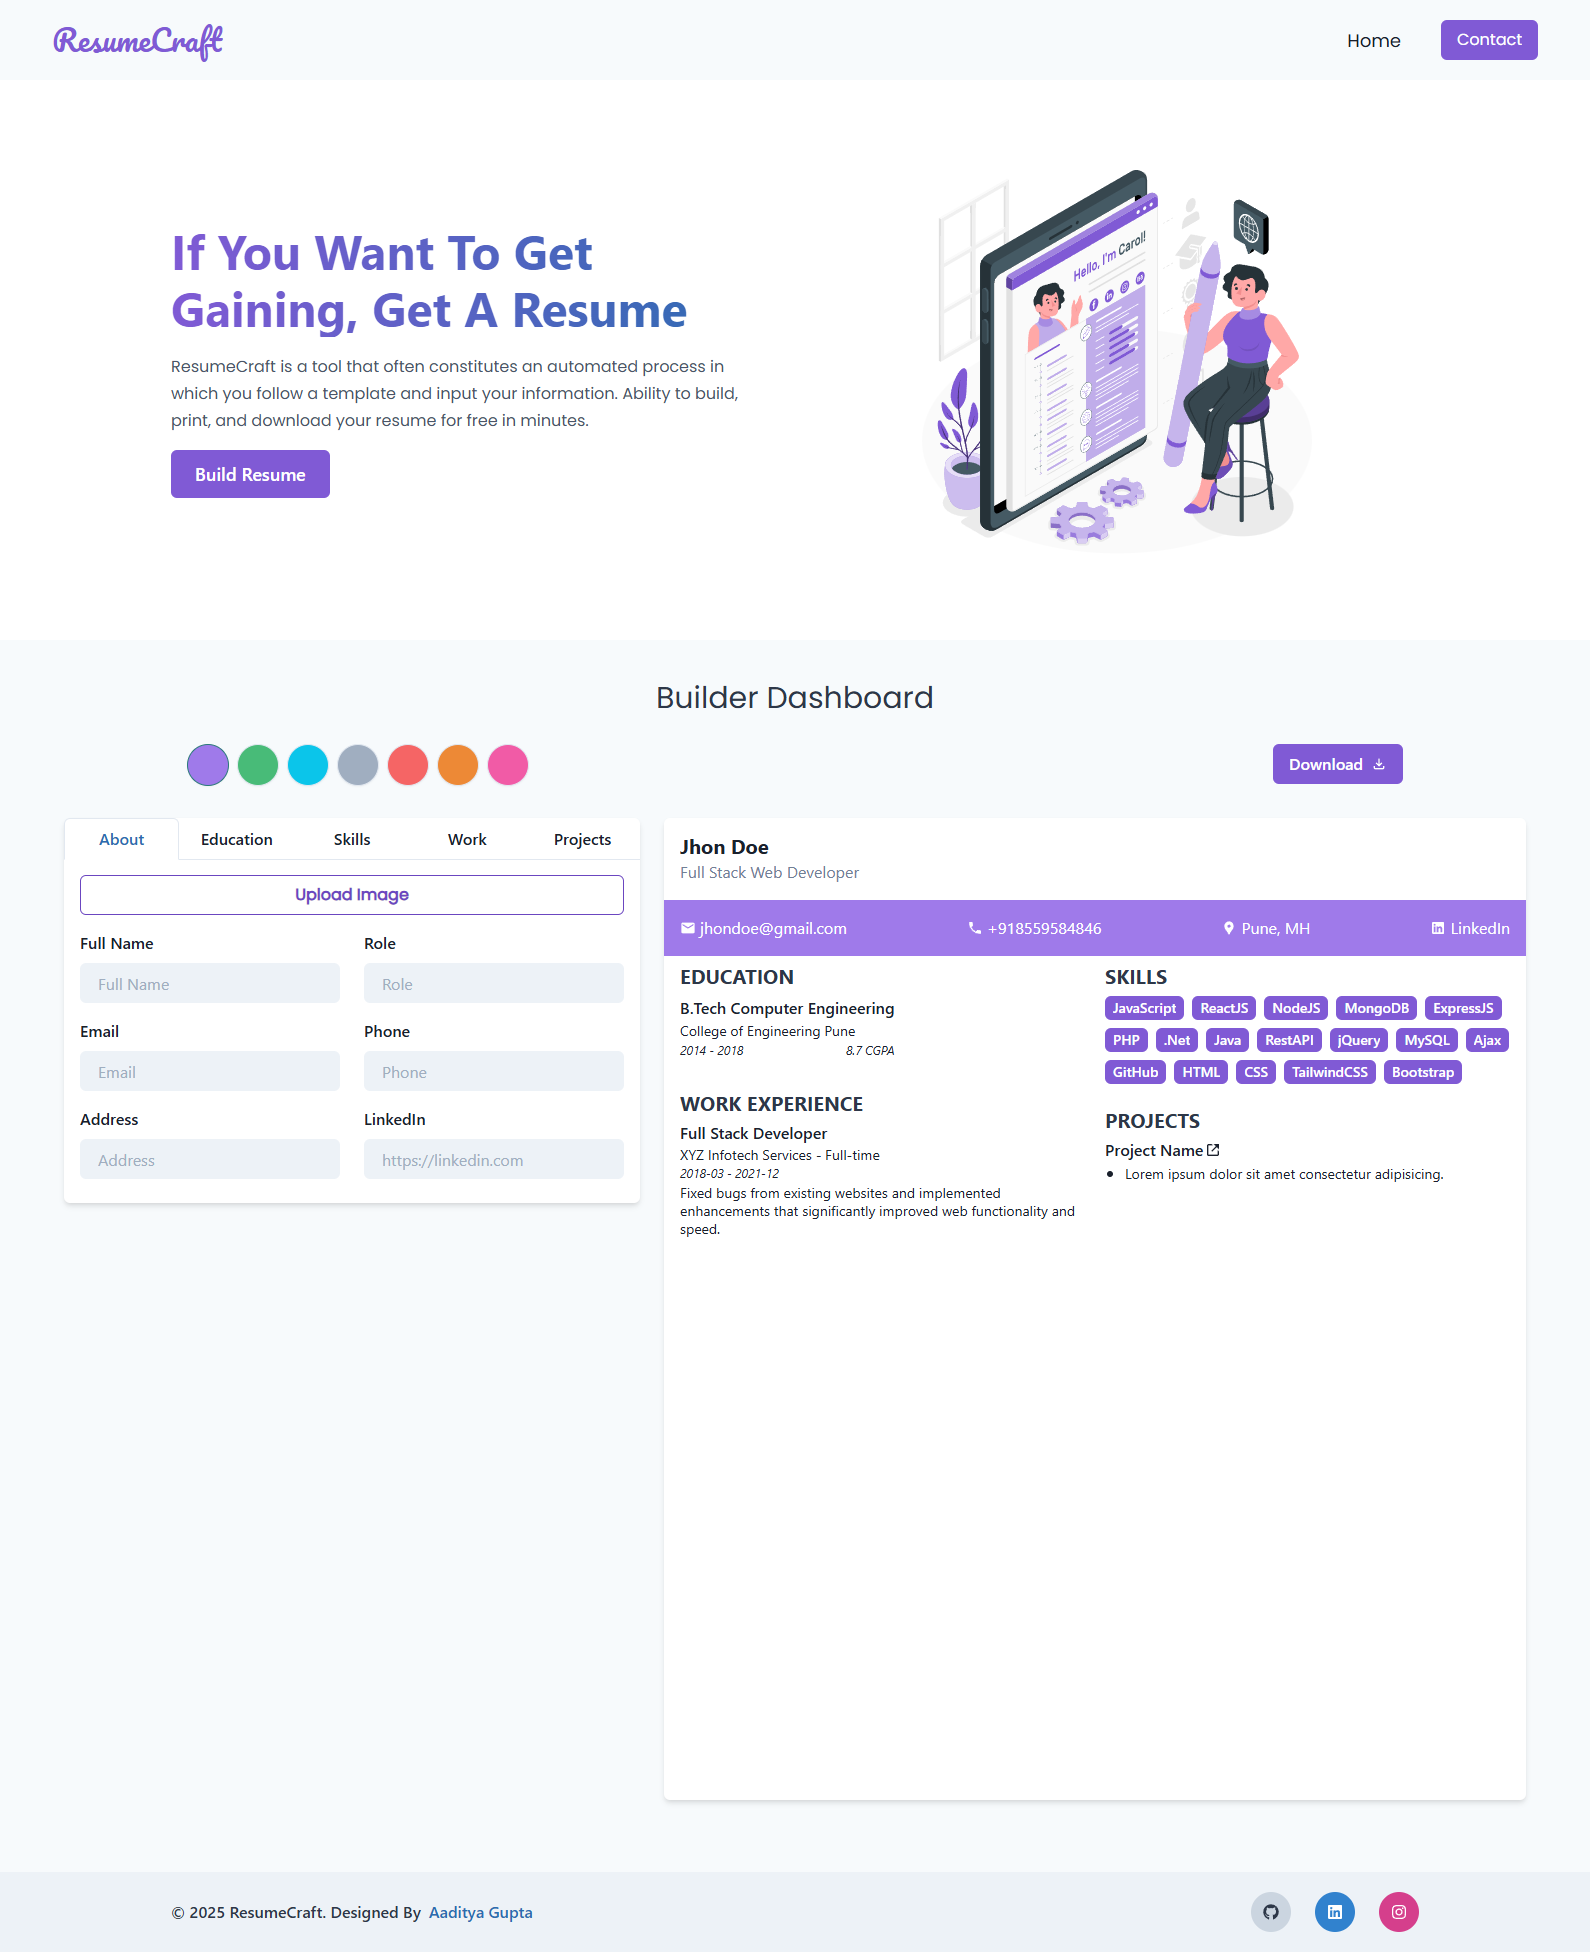 ResumeCraft
Home
Contact
If You Want To Get
Gaining, Get A Resume
ResumeCraft is a tool that often constitutes an automated process in
which you follow a template and input your information. Ability to build,
print, and download your resume for free in minutes.
Build Resume
Hello, I'm Carol!
Builder Dashboard
Download
About
Education
Skills
Work
Projects
Upload Image
Full Name
Role
Full Name
Role
Email
Phone
Email
Phone
Address
LinkedIn
Address
https://linkedin.com
Jhon Doe
Full Stack Web Developer
jhondoe@gmail.com
+918559584846
Pune, MH
LinkedIn
EDUCATION
B.Tech Computer Engineering
College of Engineering Pune
2014 - 2018
8.7 CGPA
WORK EXPERIENCE
Full Stack Developer
XYZ Infotech Services - Full-time
2018-03 - 2021-12
Fixed bugs from existing websites and implemented
enhancements that significantly improved web functionality and
speed.
SKILLS
JavaScript ReactJS NodeJS MongoDB ExpressJS
PHP .Net Java RestAPI jQuery MySQL Ajax
GitHub HTML CSS TailwindCSS Bootstrap
PROJECTS
Project Name
• Lorem ipsum dolor sit amet consectetur adipisicing.
© 2025 ResumeCraft. Designed By Aaditya Gupta